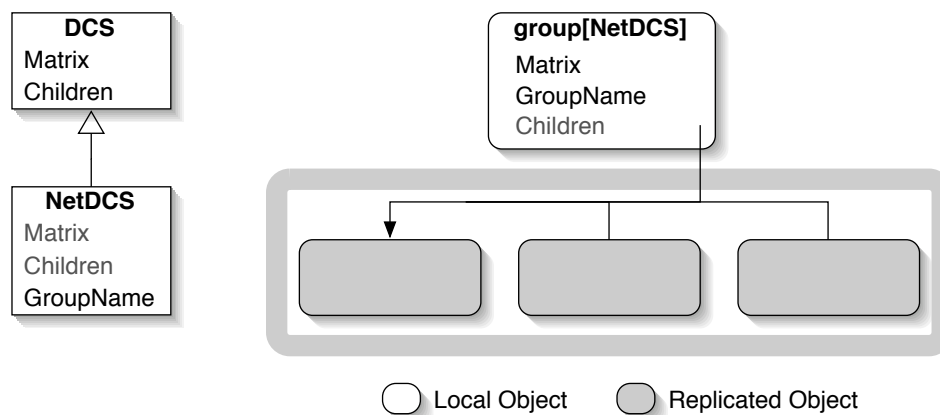 DCS
Matrix
Children
NetDCS
Matrix
Children
GroupName
group[NetDCS]
Matrix
GroupName
Children
Local Object
Replicated Object